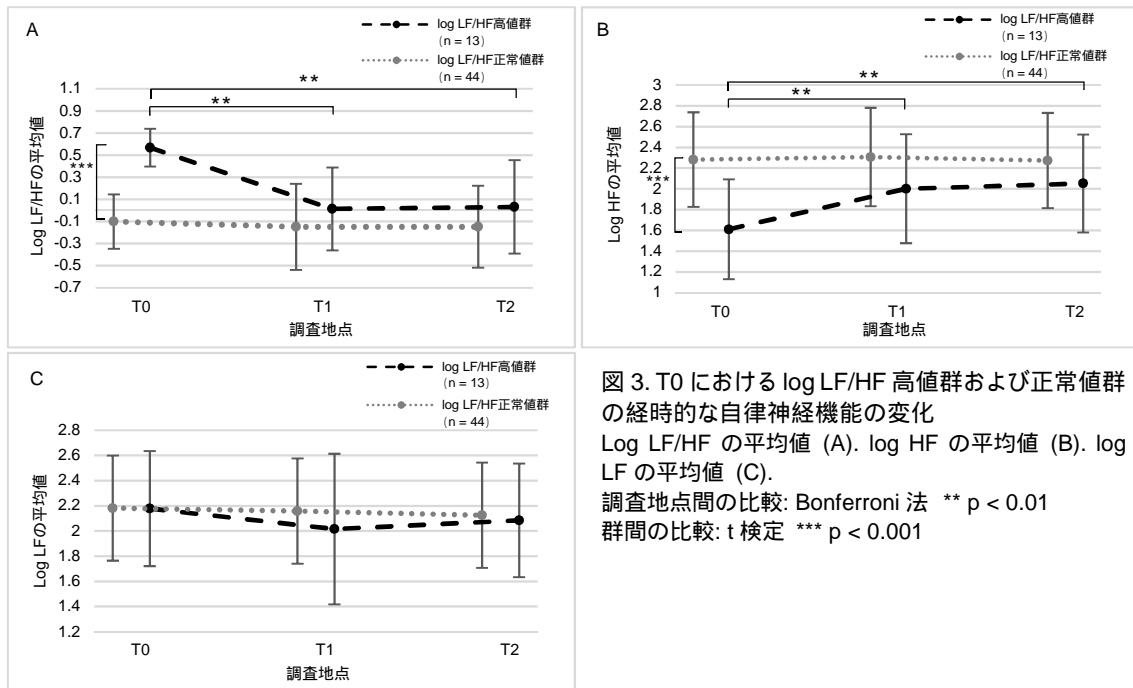 A
log LF/HF高値群
(n = 13)
log LF/HF正常値群
(n = 44)
Log LF/HFの平均値
1.1
0.9
0.7
0.5
0.3
0.1
-0.1
-0.3
-0.5
-0.7
**
**
***
T0
T1
T2
調査地点
B
log LF/HF高値群
(n = 13)
log LF/HF正常値群
(n = 44)
Log HFの平均値
3
2.8
2.6
2.4
2.2
2
1.8
1.6
1.4
1.2
1
**
**
***
T0
T1
T2
調査地点
C
log LF/HF高値群
(n = 13)
log LF/HF正常値群
(n = 44)
Log LFの平均値
2.8
2.6
2.4
2.2
2
1.8
1.6
1.4
1.2
T0
T1
T2
調査地点
図 3. T0 における log LF/HF 高値群および正常値群
の経時的な自律神経機能の変化
Log LF/HF の平均値 (A). log HF の平均値 (B). log
LF の平均値 (C).
調査地点間の比較: Bonferroni 法 ** p < 0.01
群間の比較: t 検定 *** p < 0.001